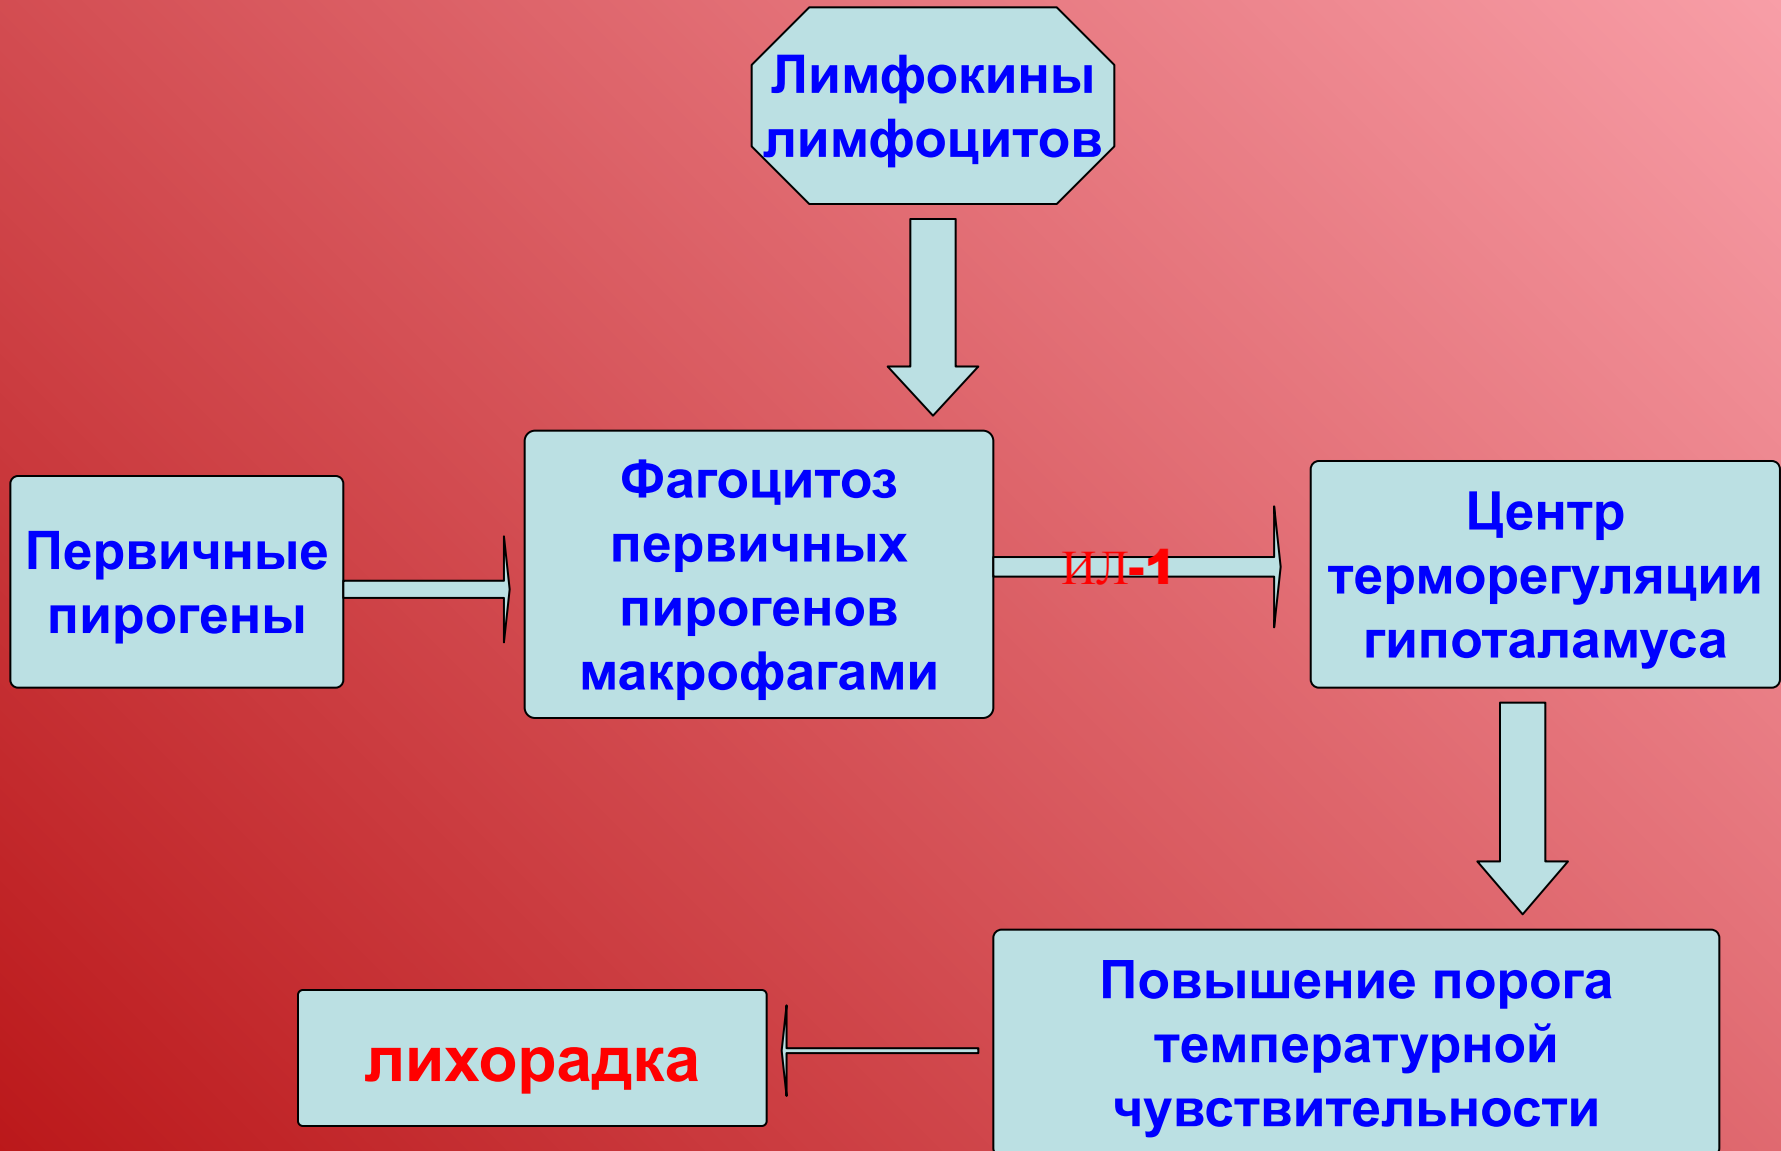 Лимфокины
лимфоцитов
Первичные
пирогены
Фагоцитоз
первичных
пирогенов
макрофагами
ИЛ-1
Центр
терморегуляции
гипоталамуса
Повышение порога
температурной
чувствительности
лихорадка